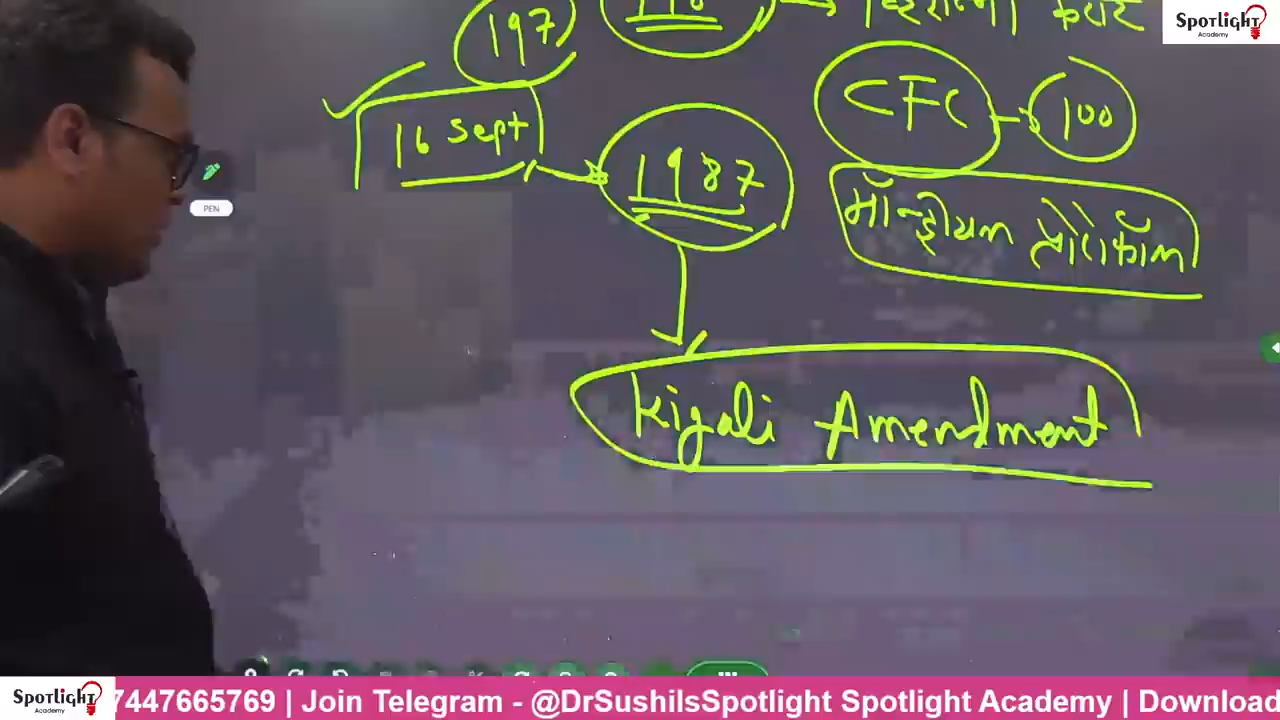 197
CFC → 100
16 Sept → 1987
मॉन्ट्रीयल प्रोटोकॉल
Kigali Amendment
PEN
Spotlight
Academy
Spotlight
Academy
7447665769 | Join Telegram - @DrSushilsSpotlight Spotlight Academy | Download